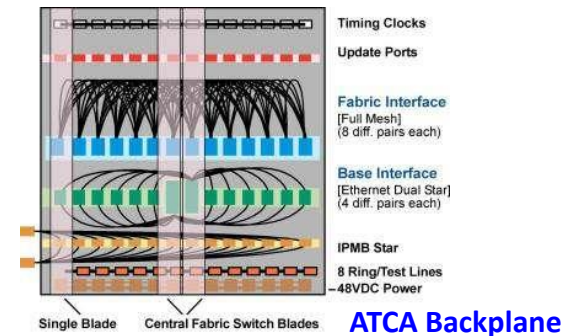 Timing Clocks
Update Ports
Fabric Interface
[Full Mesh]
(8 diff. pairs each)
Base Interface
[Ethernet Dual Star]
(4 diff. pairs each)
IPMB Star
8 Ring/Test Lines
48VDC Power
Single Blade
Central Fabric Switch Blades
ATCA Backplane